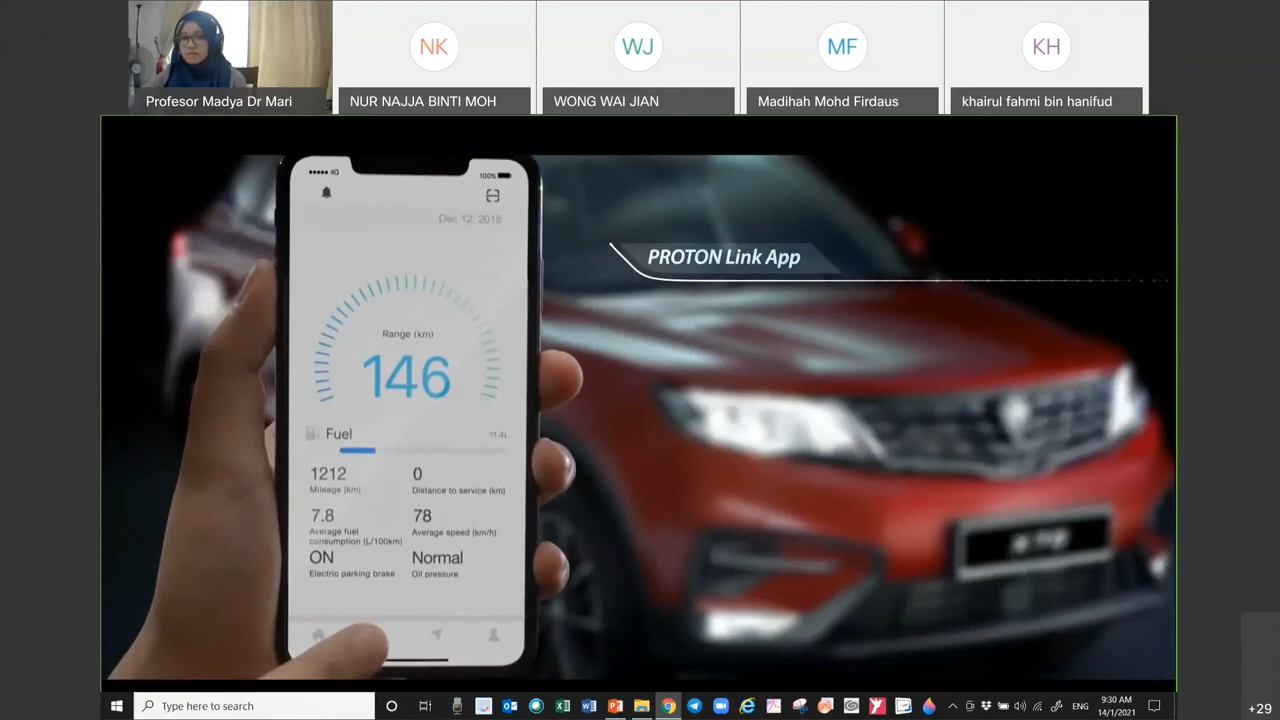 NK
WJ
MF
KH
Profesor Madya Dr Mari
NUR NAJJA BINTI MOH
WONG WAI JIAN
Madihah Mohd Firdaus
khairul fahmi bin hanifud
4G
100%
Dec 12, 2018
PROTON Link App
Range (km)
146
Fuel
1212
Mileage (km)
0
Distance to service (km)
7.8
Average fuel
consumption (L/100km)
78
Average speed (km/h)
ON
Electric parking brake
Normal
Oil pressure
Type here to search
ENG
9:30 AM
14/1/2021
+29